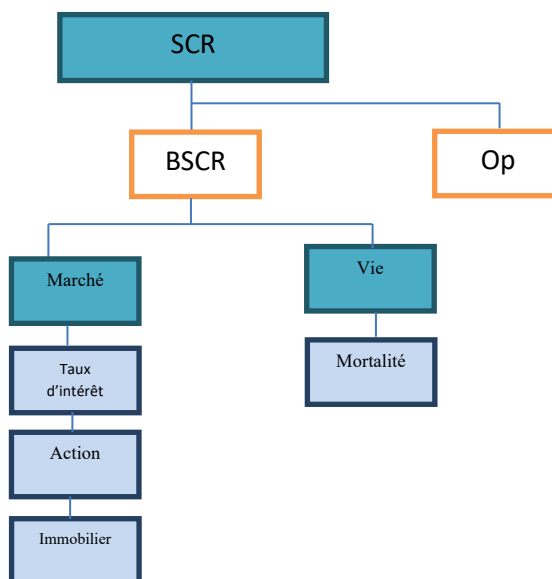 SCR
BSCR
Op
Marché
Vie
Taux
d’intérêt
Mortalité
Action
Immobilier